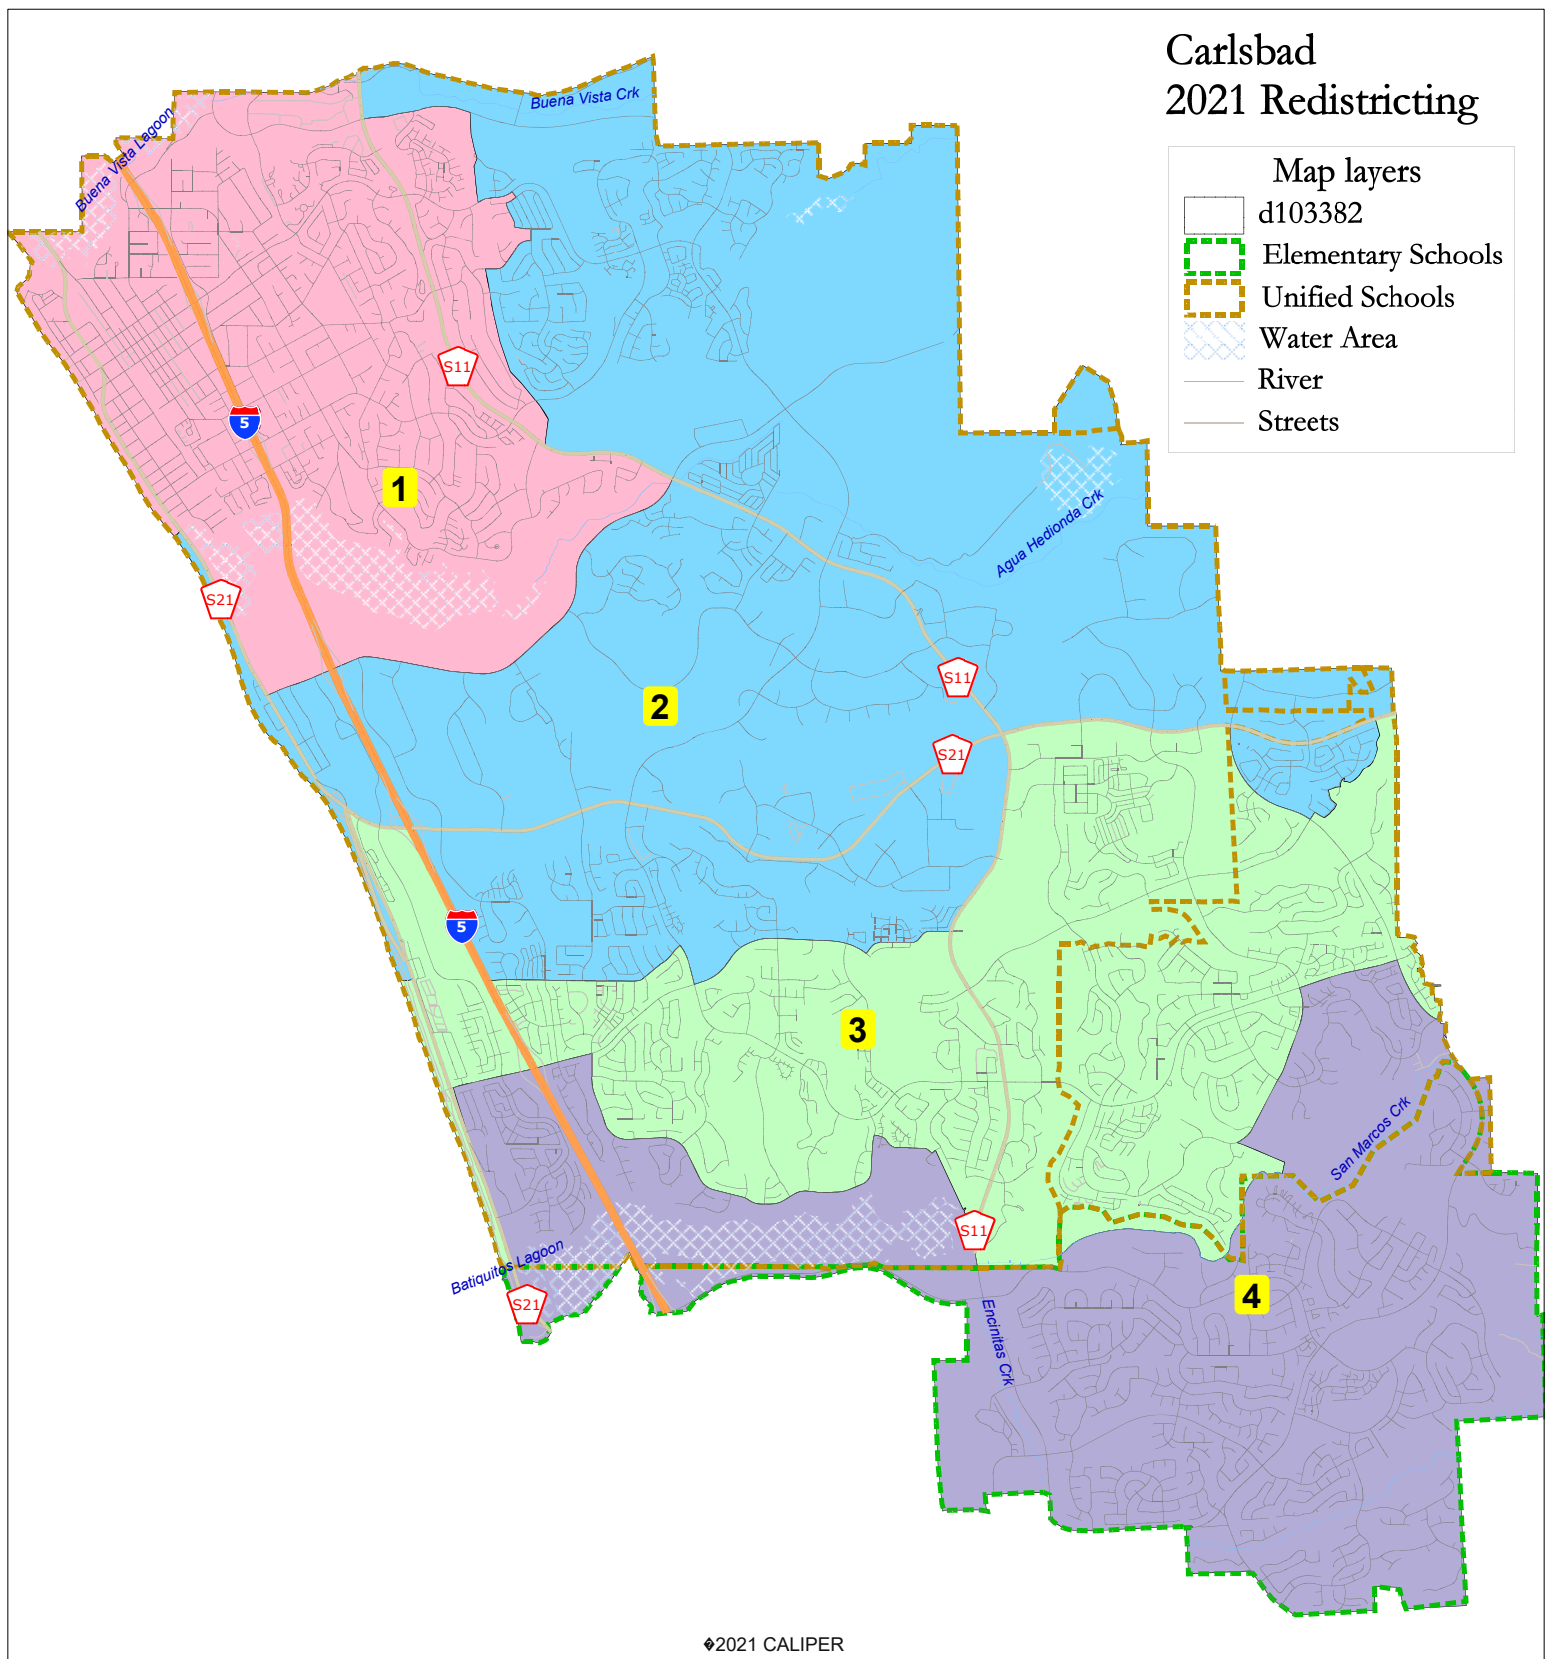 Carlsbad
2021 Redistricting
Map layers
d103382
Elementary Schools
Unified Schools
Water Area
River
Streets
Buena Vista Crk
Buena Vista Lagoon
S11
5
1
Agua Hedionda Crk
S21
S11
2
S21
5
3
San Marcos Crk
S11
Batiquitos Lagoon
4
S21
Encinitas Crk
�2021 CALIPER